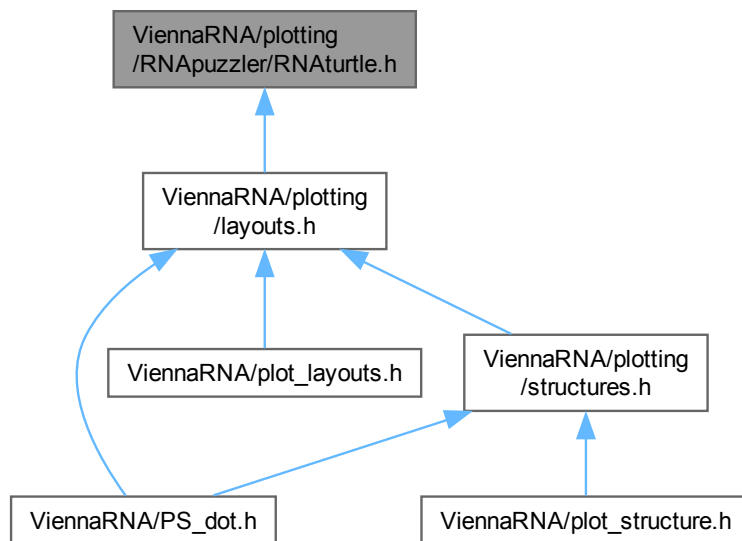 ViennaRNA/plotting
/RNApuzzler/RNAturtle.h
ViennaRNA/plotting
/layouts.h
ViennaRNA/plot_layouts.h
ViennaRNA/plotting
/structures.h
ViennaRNA/PS_dot.h
ViennaRNA/plot_structure.h